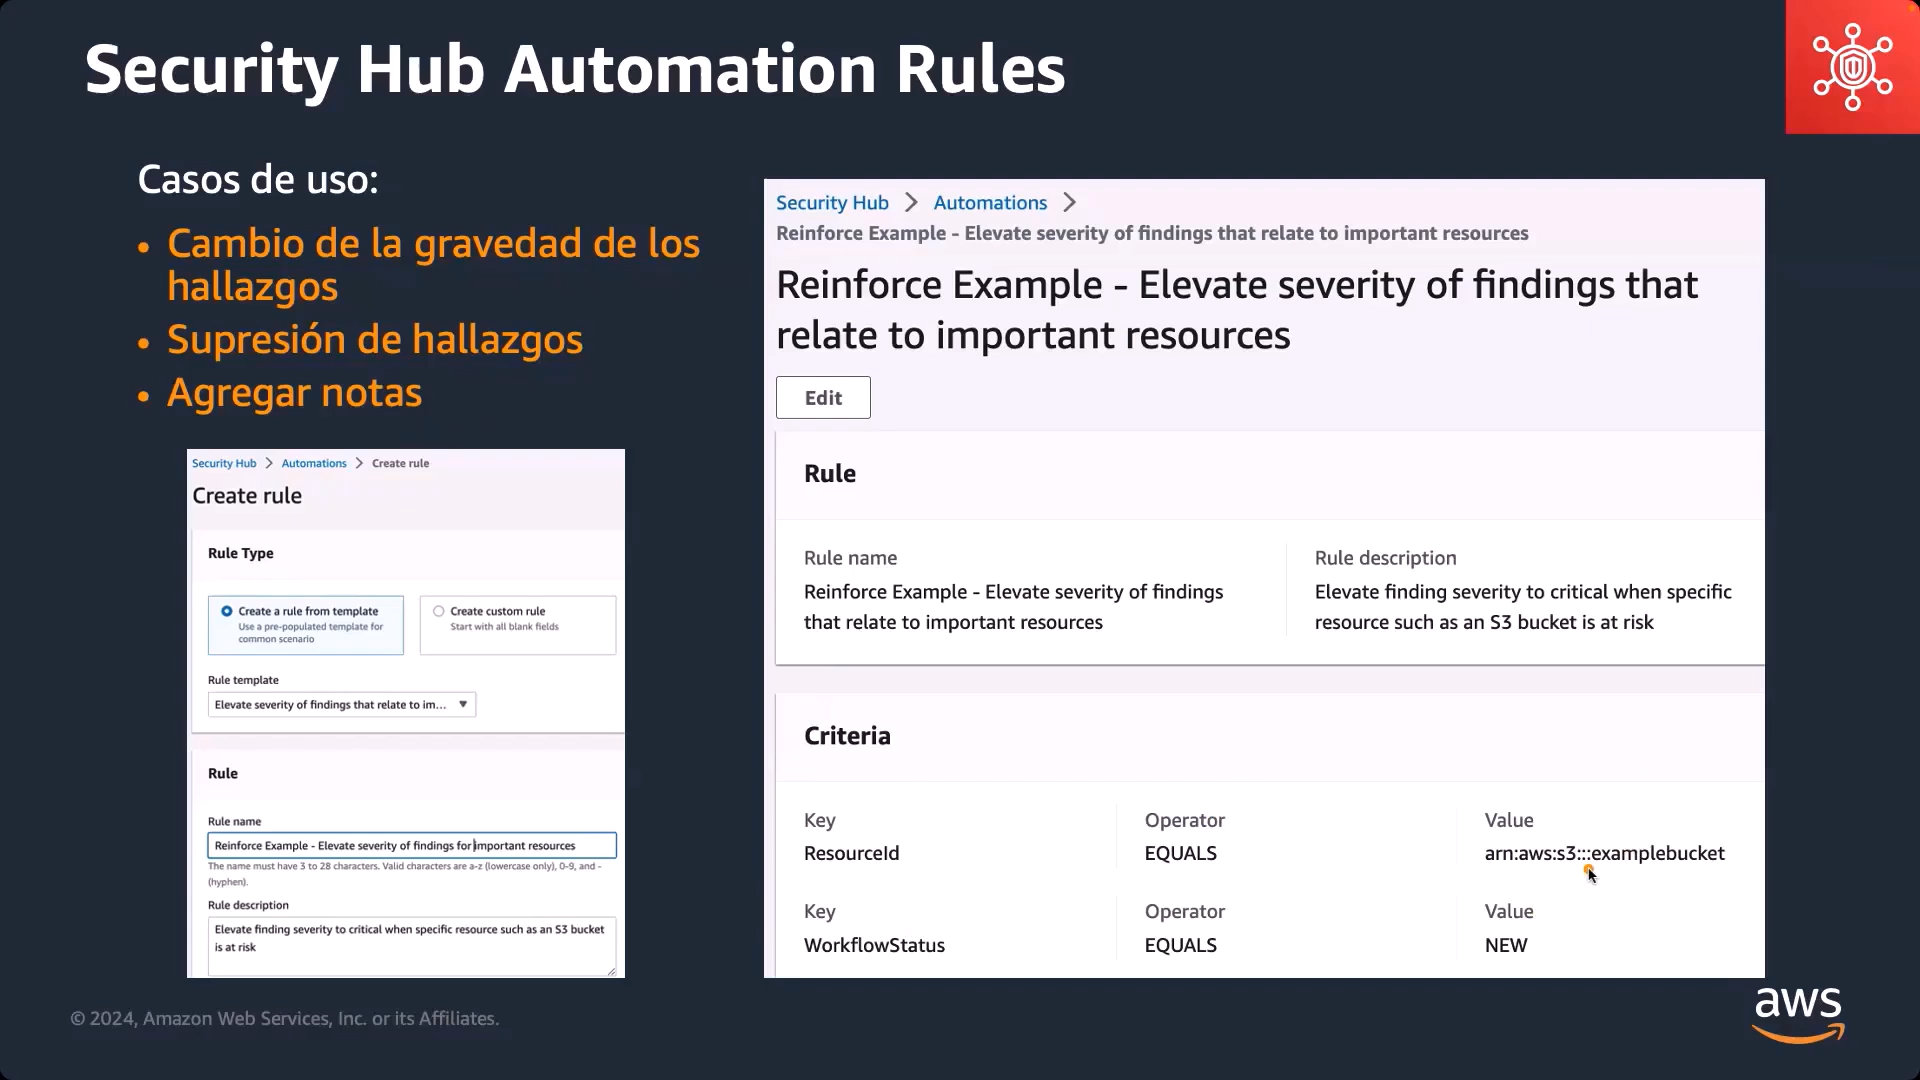 Security Hub Automation Rules
Casos de uso:
• Cambio de la gravedad de los
hallazgos
• Supresión de hallazgos
• Agregar notas
Security Hub > Automations > Create rule
Create rule
Rule Type
Create a rule from template
Use a pre-populated template for
common scenario
Create custom rule
Start with all blank fields
Rule template
Elevate severity of findings that relate to im...
Rule
Rule name
Reinforce Example - Elevate severity of findings for important resources
The name must have 3 to 28 characters. Valid characters are a-z (lowercase only), 0-9, and -
(hyphen).
Rule description
Elevate finding severity to critical when specific resource such as an S3 bucket
is at risk
Security Hub > Automations >
Reinforce Example - Elevate severity of findings that relate to important resources
Reinforce Example - Elevate severity of findings that
relate to important resources
Edit
Rule
Rule name
Reinforce Example - Elevate severity of findings
that relate to important resources
Rule description
Elevate finding severity to critical when specific
resource such as an S3 bucket is at risk
Criteria
Key Operator Value
ResourceId EQUALS arn:aws:s3:::examplebucket
Key Operator Value
WorkflowStatus EQUALS NEW
© 2024, Amazon Web Services, Inc. or its Affiliates.
aws